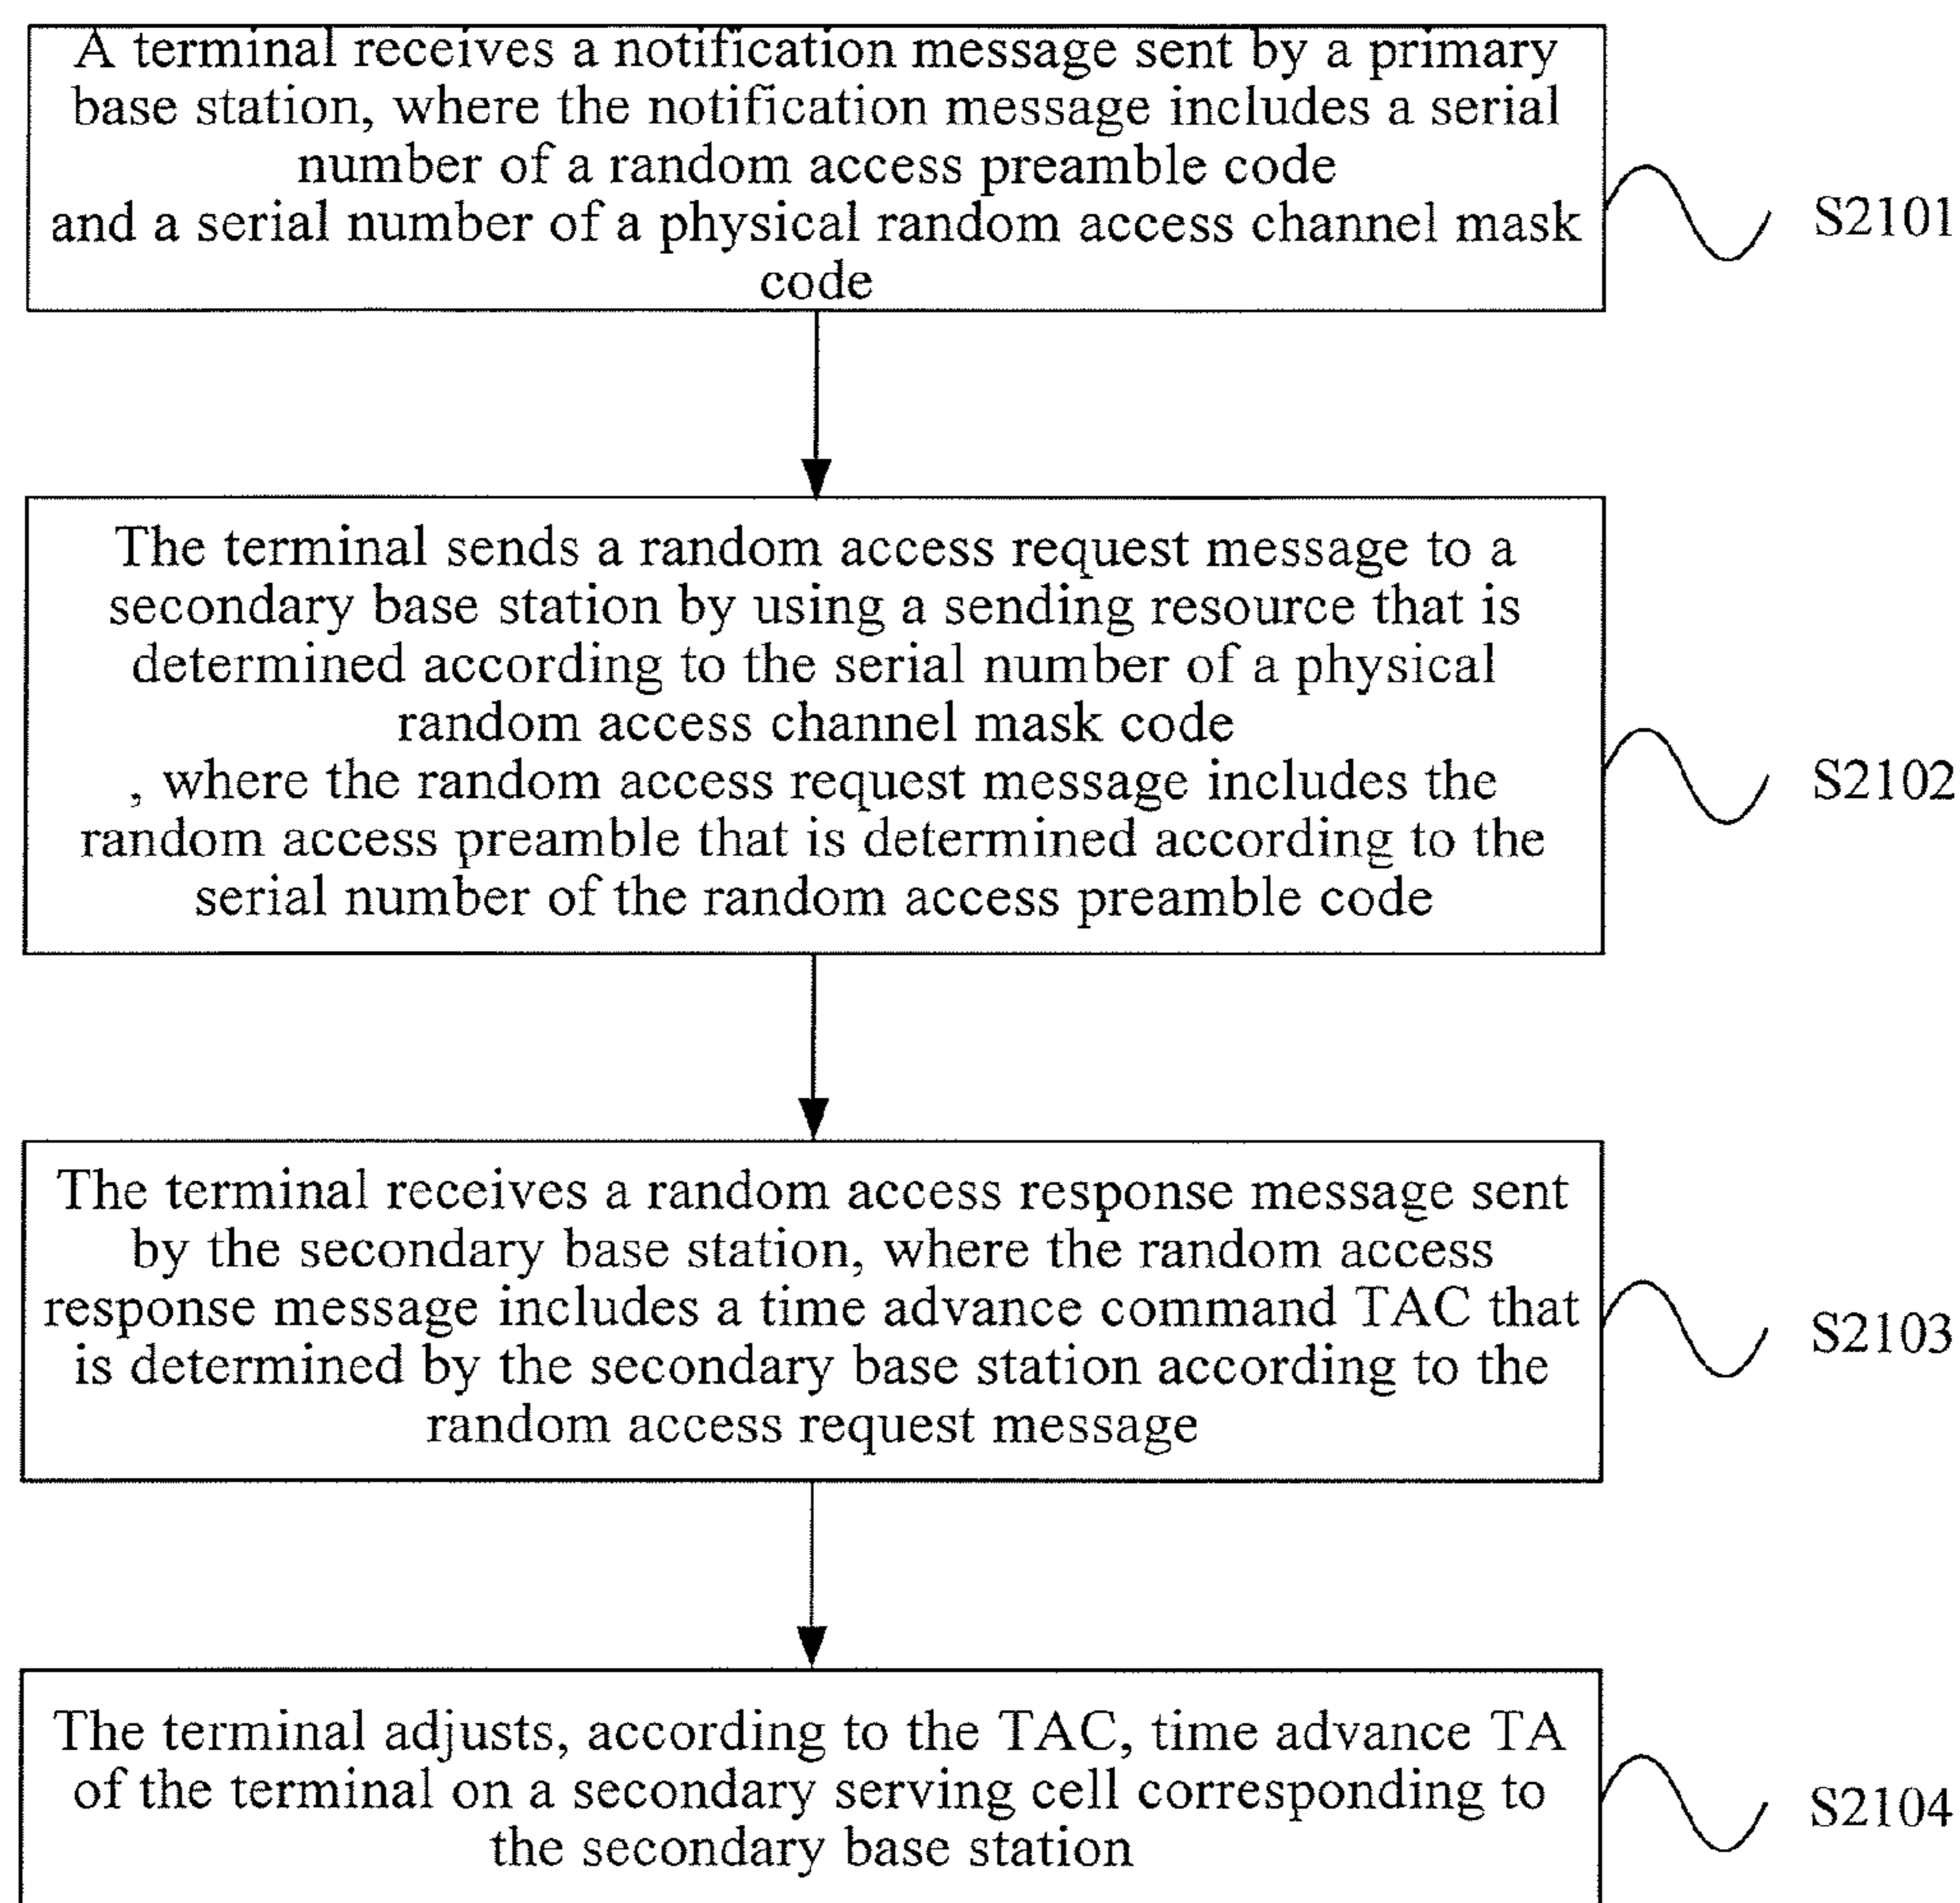 A terminal receives a notification message sent by a primary
base station, where the notification message includes a serial
number of a random access preamble code
and a serial number of a physical random access channel mask
code
S2101
The terminal sends a random access request message to a
secondary base station by using a sending resource that is
determined according to the serial number of a physical
random access channel mask code
, where the random access request message includes the
random access preamble that is determined according to the
serial number of the random access preamble code
S2102
The terminal receives a random access response message sent
by the secondary base station, where the random access
response message includes a time advance command TAC that
is determined by the secondary base station according to the
random access request message
S2103
The terminal adjusts, according to the TAC, time advance TA
of the terminal on a secondary serving cell corresponding to
the secondary base station
S2104